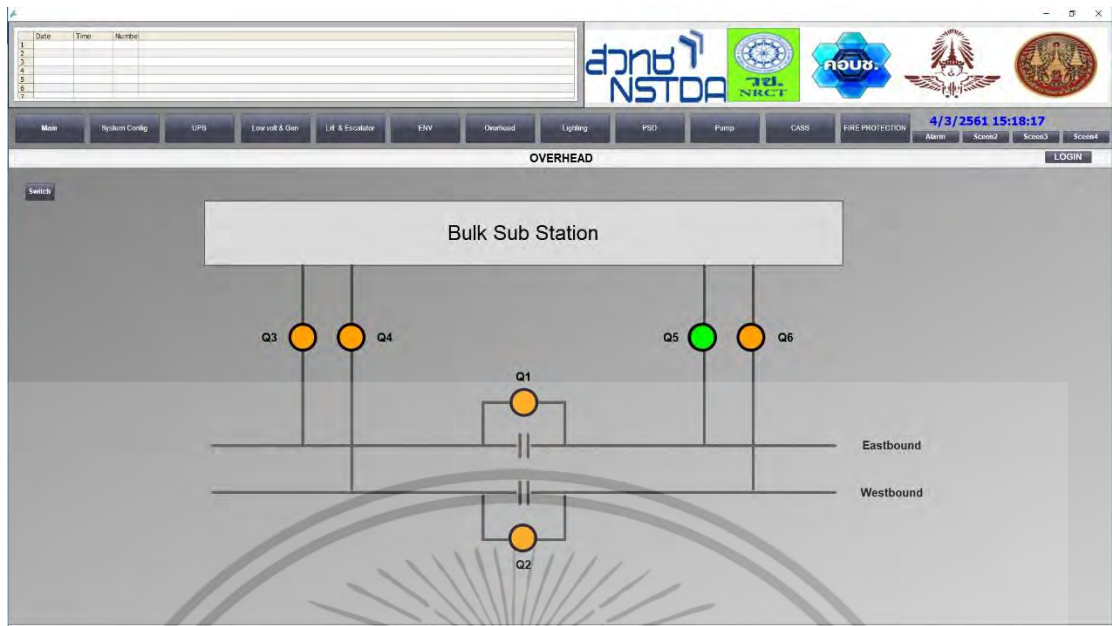 Date Time Number
1
2
3
4
5
6
7
สวทช
NSTDA
วช.
NRCT
คอบช.
Main System Config UPS Low volt & Gen Lift & Escalator ENV Overhead Lighting PSD Pump CASS FIRE PROTECTION
4/3/2561 15:18:17
Alarm Sceen2 Sceen3 Sceen4
OVERHEAD
LOGIN
Switch
Bulk Sub Station
Q3
Q4
Q5
Q6
Q1
Eastbound
Westbound
Q2